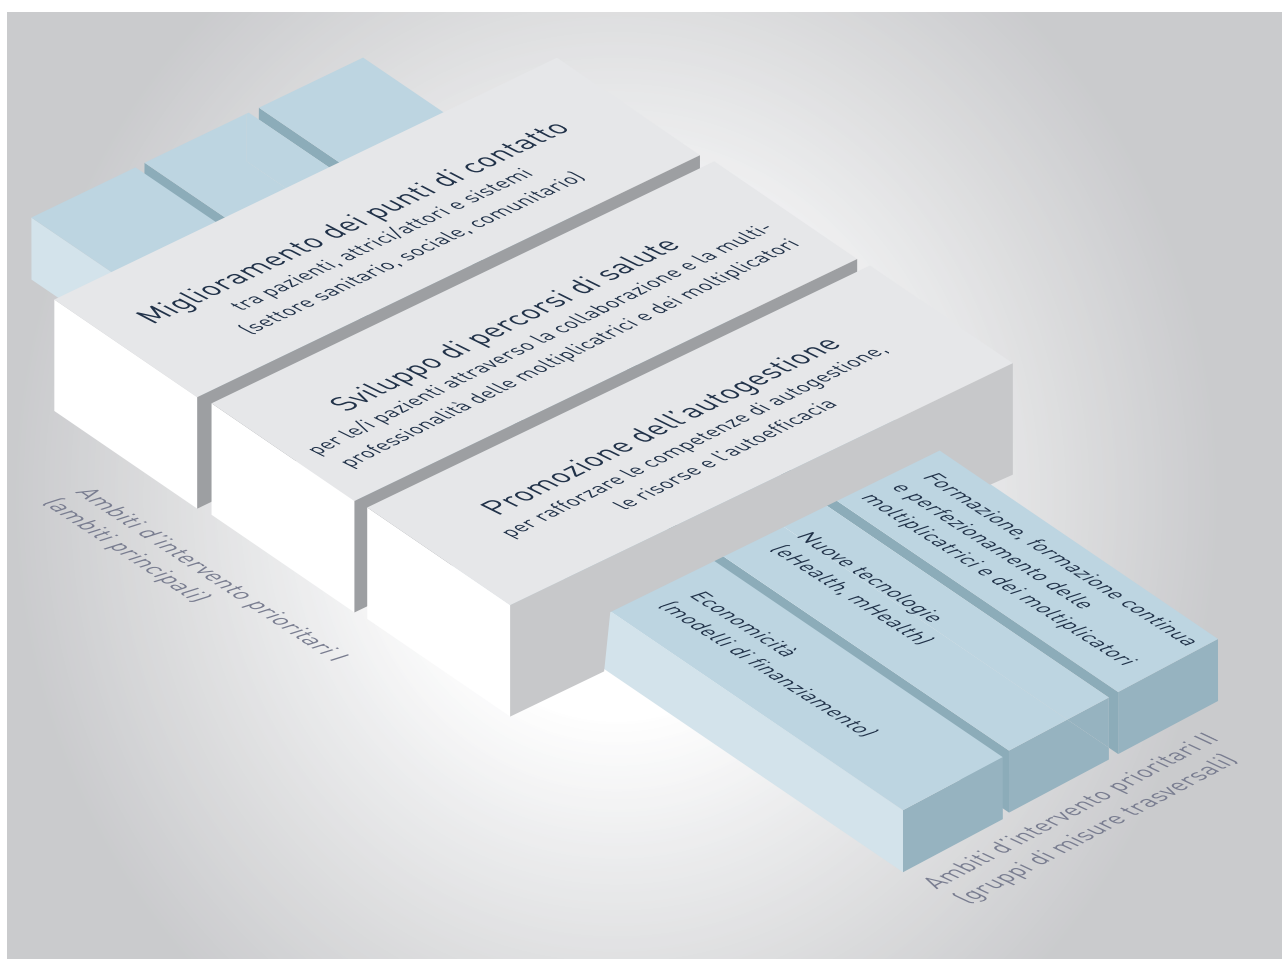 Miglioramento dei punti di contatto
tra pazienti, attrici/attori e sistemi
(settore sanitario, sociale, comunitario)
Sviluppo di percorsi di salute
per le/i pazienti attraverso la collaborazione e la multi-
professionalità delle moltiplicatrici e dei moltiplicatori
Promozione dell'autogestione
per rafforzare le competenze di autogestione,
le risorse e l'autoefficacia
Ambiti d'intervento prioritari I
(ambiti principali)
Formazione, formazione continua
e perfezionamento delle
moltiplicatrici e dei moltiplicatori
Nuove tecnologie
(eHealth, mHealth)
Economicità
(modelli di finanziamento)
Ambiti d'intervento prioritari II
(gruppi di misure trasversali)